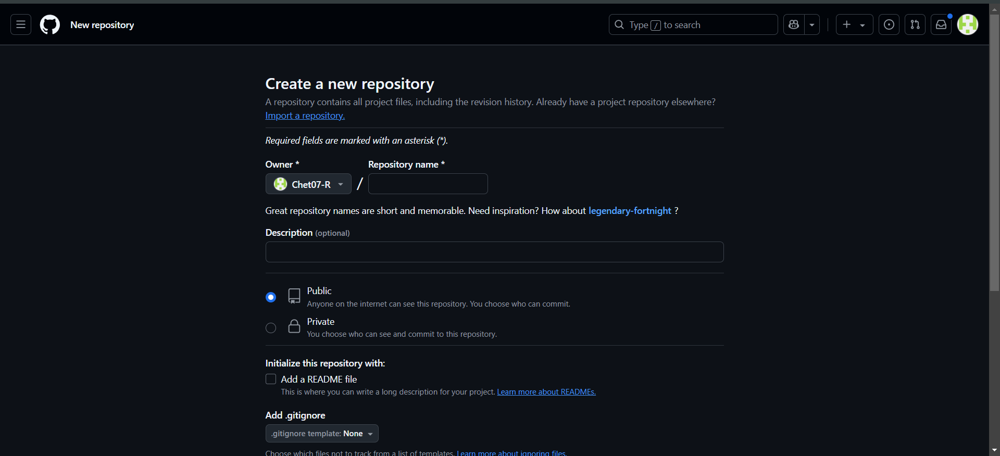 New repository
Type / to search
Create a new repository
A repository contains all project files, including the revision history. Already have a project repository elsewhere?
Import a repository.
Required fields are marked with an asterisk (*).
Owner * Repository name *
Chet07-R /
Great repository names are short and memorable. Need inspiration? How about legendary-fortnight ?
Description (optional)
Public
Anyone on the internet can see this repository. You choose who can commit.
Private
You choose who can see and commit to this repository.
Initialize this repository with:
Add a README file
This is where you can write a long description for your project. Learn more about READMEs.
Add .gitignore
.gitignore template: None
Choose which files not to track from a list of templates. Learn more about ignoring files.